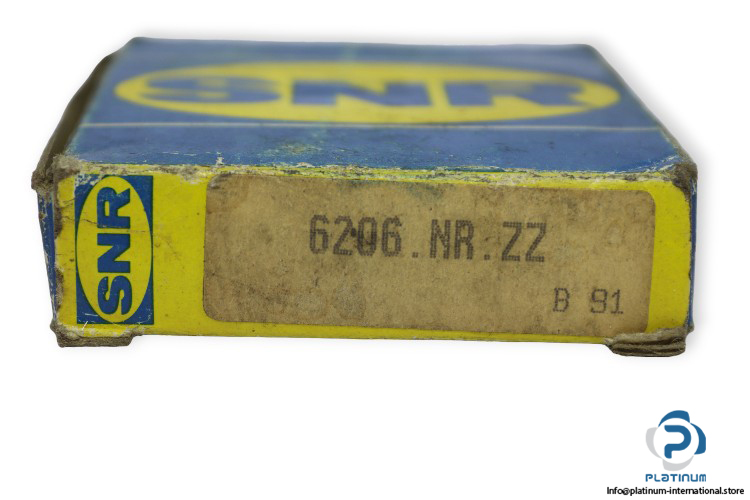 SNR
SNR
6206.NR.ZZ
B 91
PLATINUM
Info@platinum-international.store